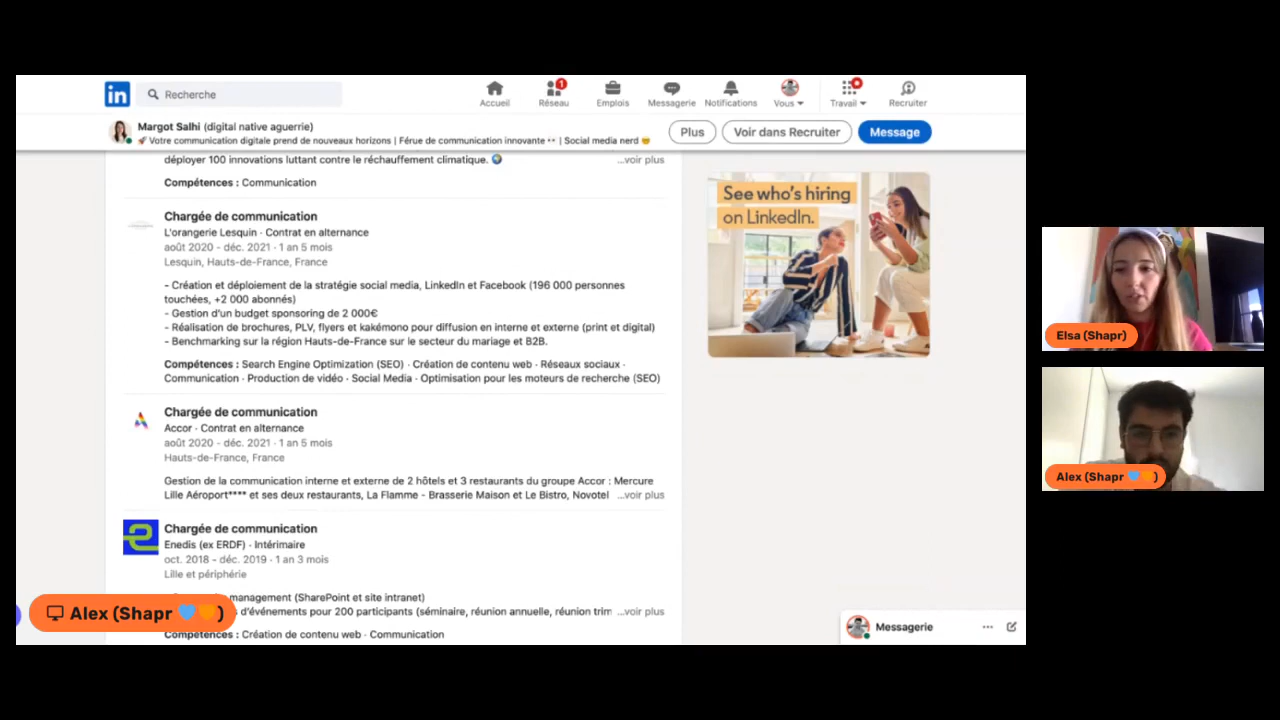 in
Recherche
Accueil
1
Réseau
Emplois
Messagerie
Notifications
Vous
Travail
Recruiter
Margot Salhi (digital native aguerrie)
🚀 Votre communication digitale prend de nouveaux horizons | Férue de communication innovante 👀 | Social media nerd 🤓
Plus
Voir dans Recruiter
Message
déployer 100 innovations luttant contre le réchauffement climatique. 🌍
...voir plus
Compétences : Communication
Chargée de communication
L'orangerie Lesquin · Contrat en alternance
août 2020 - déc. 2021 · 1 an 5 mois
Lesquin, Hauts-de-France, France
- Création et déploiement de la stratégie social media, LinkedIn et Facebook (196 000 personnes
touchées, +2 000 abonnés)
- Gestion d'un budget sponsoring de 2 000€
- Réalisation de brochures, PLV, flyers et kakémono pour diffusion en interne et externe (print et digital)
- Benchmarking sur la région Hauts-de-France sur le secteur du mariage et B2B.
Compétences : Search Engine Optimization (SEO) · Création de contenu web · Réseaux sociaux ·
Communication · Production de vidéo · Social Media · Optimisation pour les moteurs de recherche (SEO)
Chargée de communication
Accor · Contrat en alternance
août 2020 - déc. 2021 · 1 an 5 mois
Hauts-de-France, France
Gestion de la communication interne et externe de 2 hôtels et 3 restaurants du groupe Accor : Mercure
Lille Aéroport**** et ses deux restaurants, La Flamme - Brasserie Maison et Le Bistro, Novotel ...voir plus
Chargée de communication
Enedis (ex ERDF) · Intérimaire
oct. 2018 - déc. 2019 · 1 an 3 mois
Lille et périphérie
management (SharePoint et site intranet)
d'événements pour 200 participants (séminaire, réunion annuelle, réunion trim ...voir plus
Compétences : Création de contenu web · Communication
See who's hiring
on LinkedIn.
Messagerie
Alex (Shapr 💙🧡)
Elsa (Shapr)
Alex (Shapr 💙🧡)